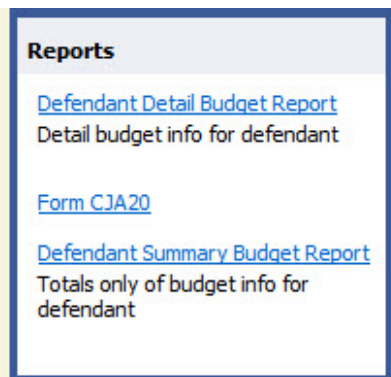 Reports
Defendant Detail Budget Report
Detail budget info for defendant
Form CJA20
Defendant Summary Budget Report
Totals only of budget info for
defendant